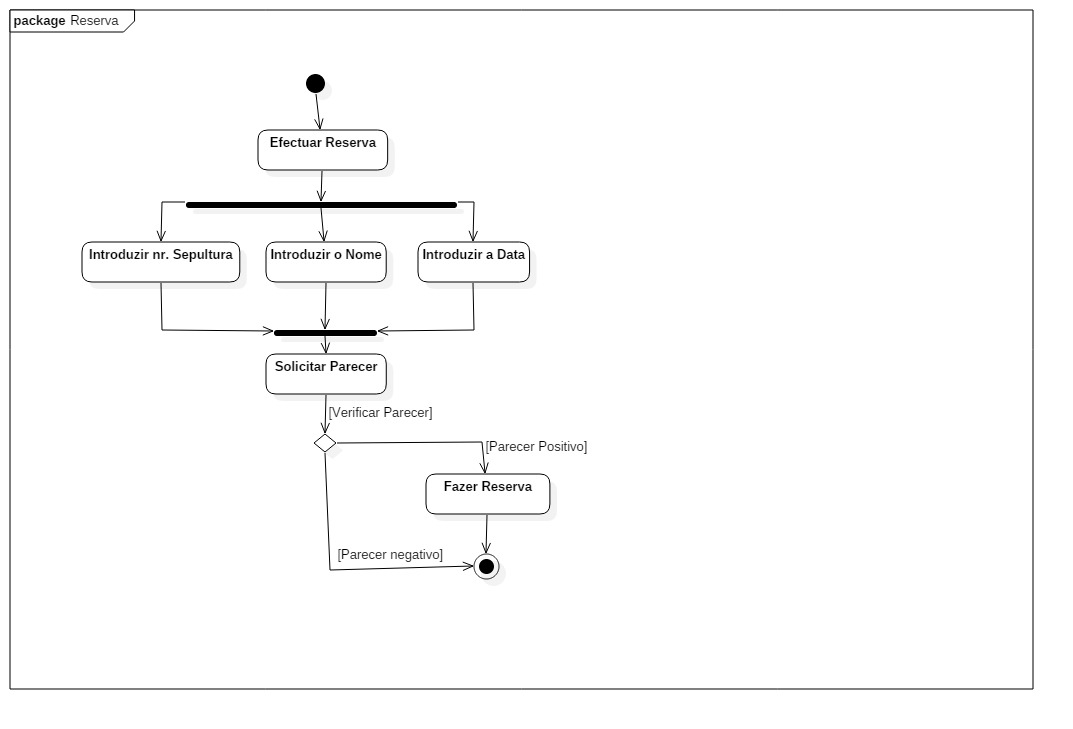 package Reserva
Efectuar Reserva
Introduzir nr. Sepultura
Introduzir o Nome
Introduzir a Data
Solicitar Parecer
[Verificar Parecer]
[Parecer Positivo]
Fazer Reserva
[Parecer negativo]